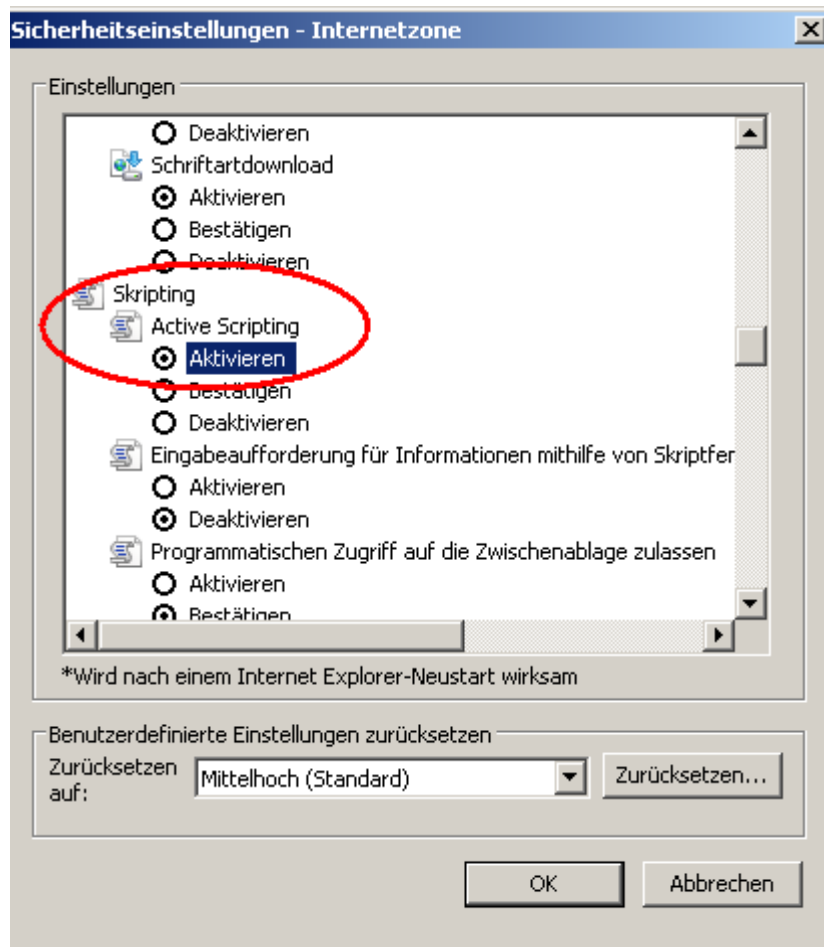 Sicherheitseinstellungen - Internetzone
Einstellungen
Deaktivieren
Schriftartdownload
Aktivieren
Bestätigen
Deaktivieren
Skripting
Active Scripting
Aktivieren
Bestätigen
Deaktivieren
Eingabeaufforderung für Informationen mithilfe von Skriptfer
Aktivieren
Deaktivieren
Programmatischen Zugriff auf die Zwischenablage zulassen
Aktivieren
Bestätigen
*Wird nach einem Internet Explorer-Neustart wirksam
Benutzerdefinierte Einstellungen zurücksetzen
Zurücksetzen auf:
Mittelhoch (Standard)
Zurücksetzen...
OK
Abbrechen